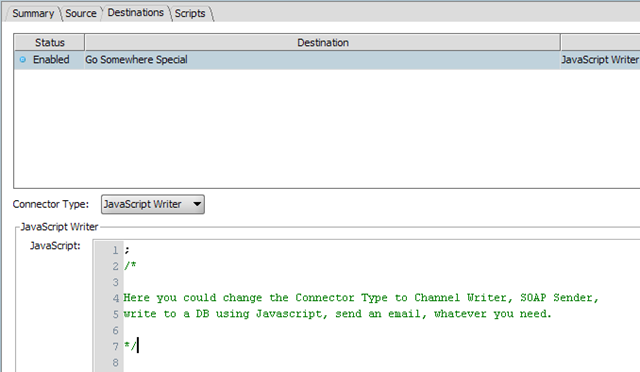 Summary Source Destinations Scripts
Status Destination
Enabled Go Somewhere Special JavaScript Writer
Connector Type: JavaScript Writer
JavaScript Writer
JavaScript: 1 ;
2 /*
3
4 Here you could change the Connector Type to Channel Writer, SOAP Sender,
5 write to a DB using Javascript, send an email, whatever you need.
6
7 */
8